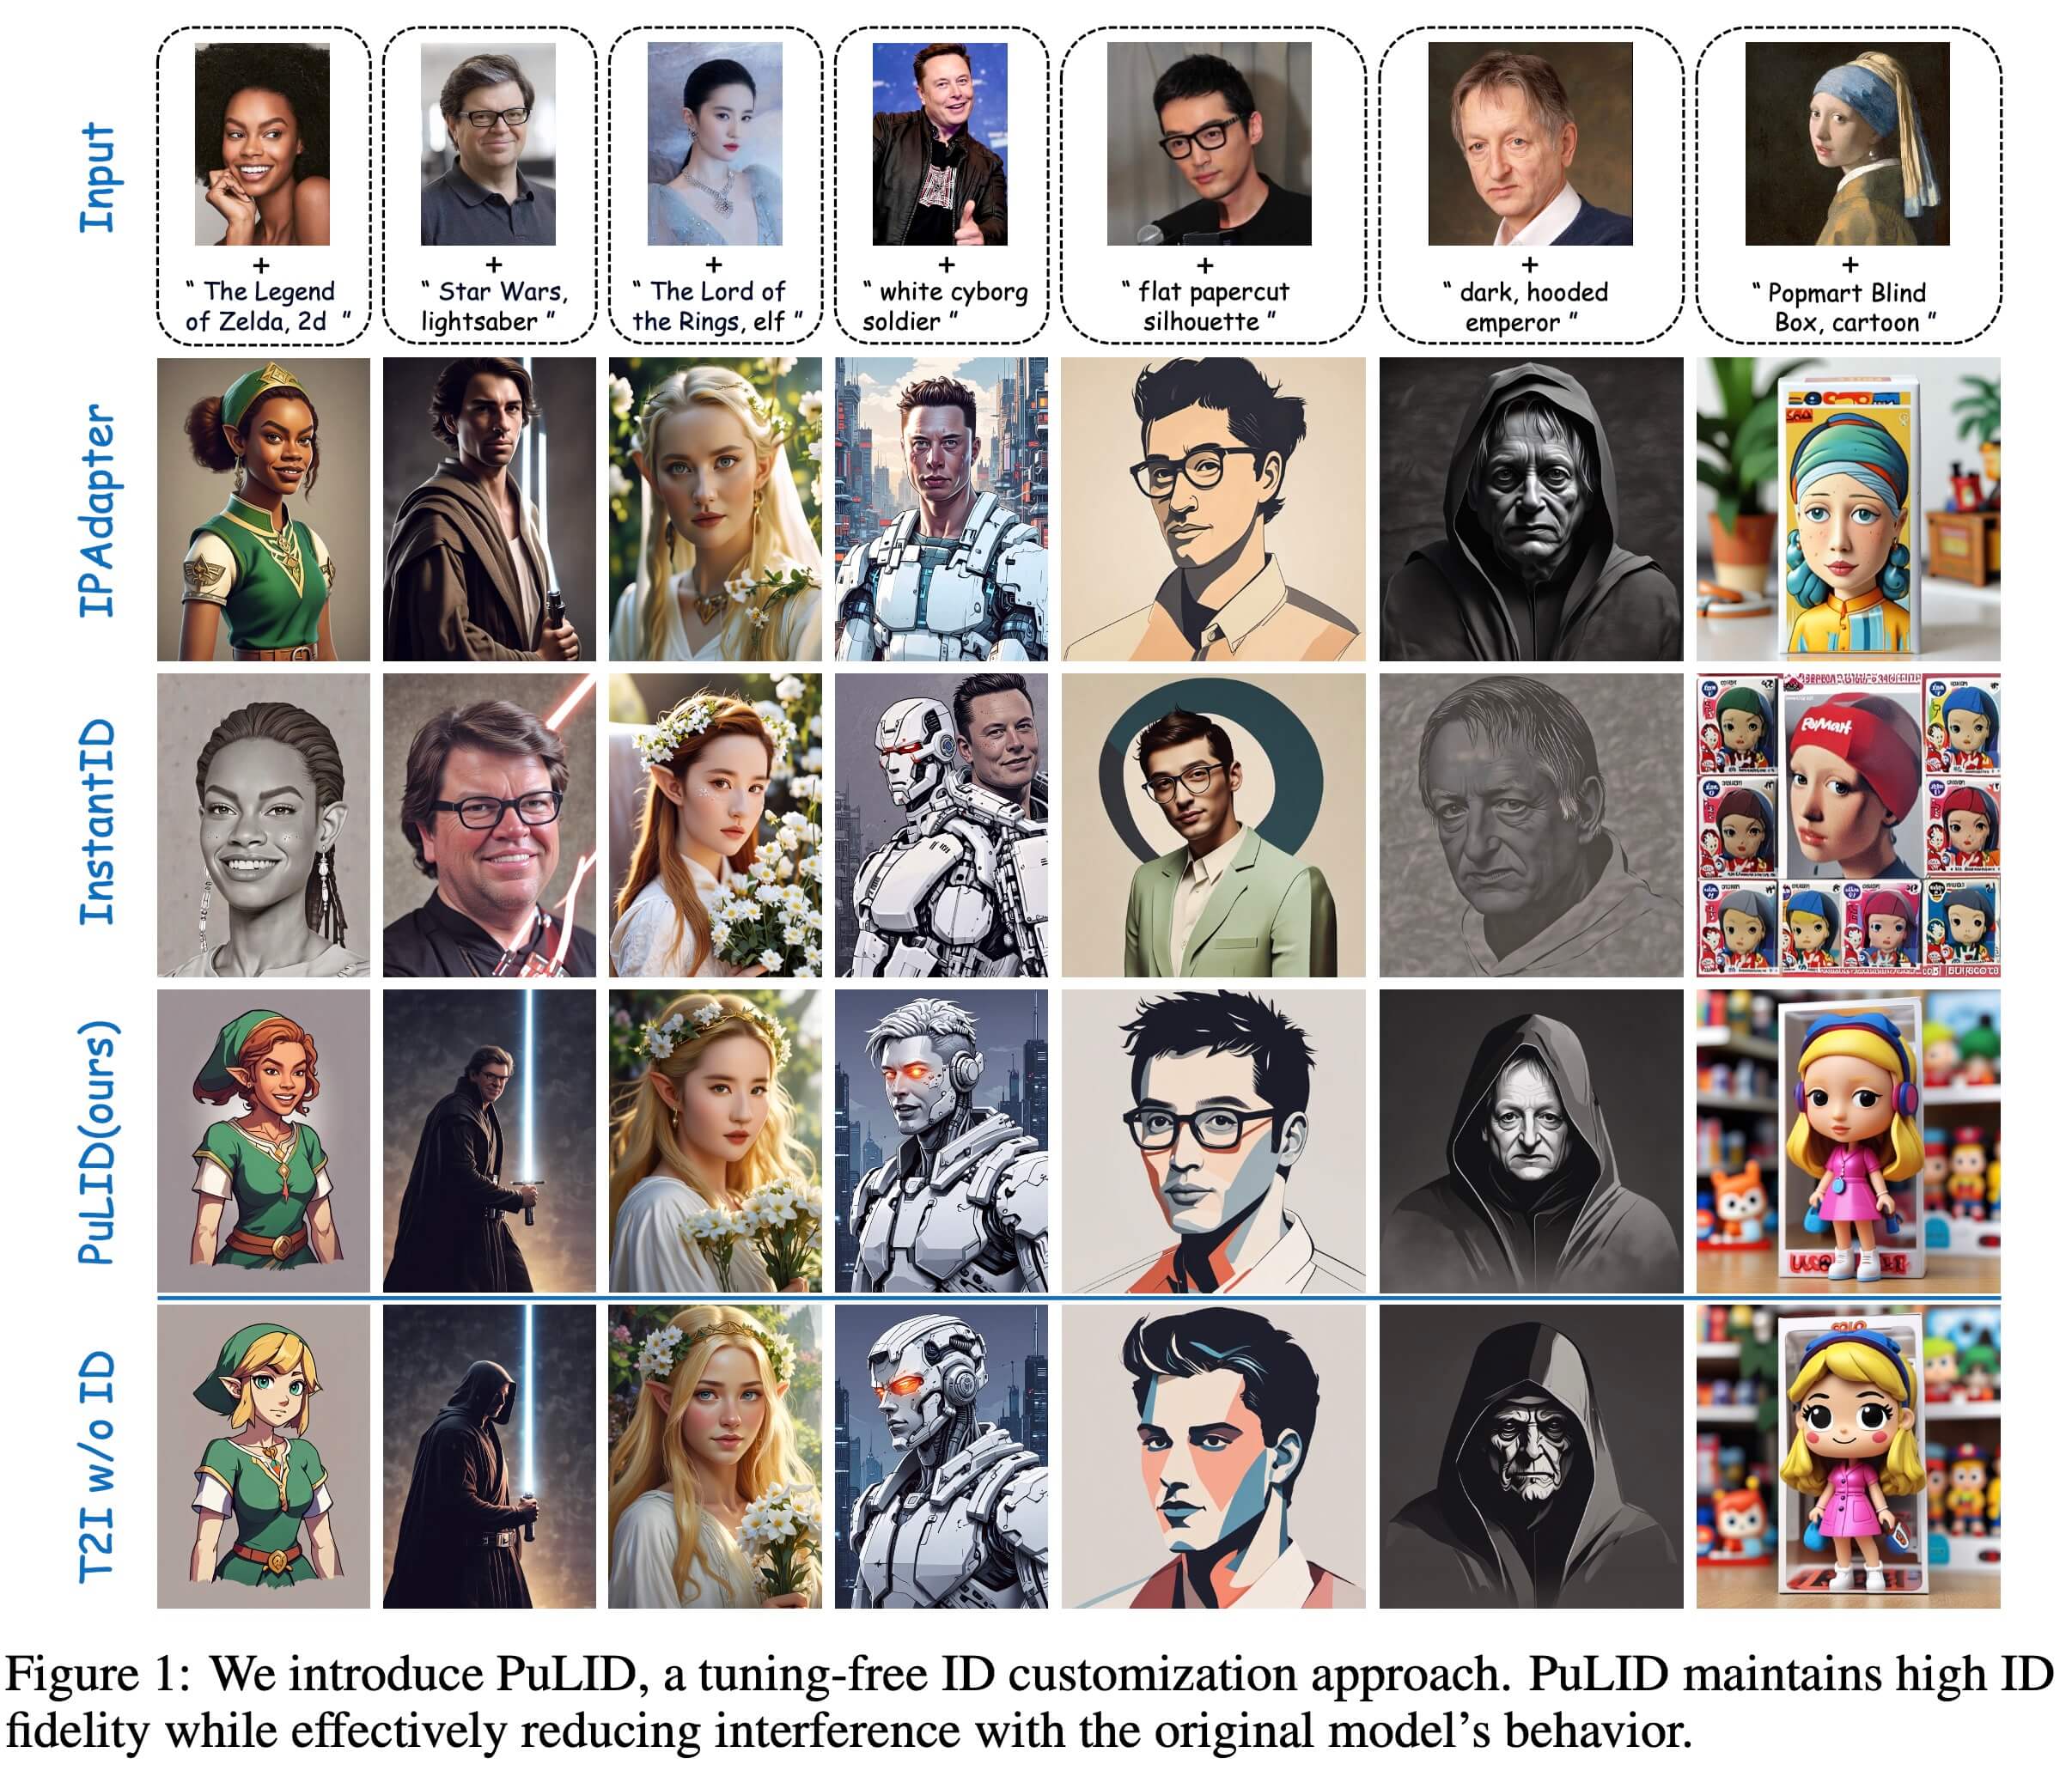 Input
+
+
+
+
+
+
+
“ The Legend
of Zelda, 2d ”
“ Star Wars,
lightsaber ”
“ The Lord of
the Rings, elf ”
“ white cyborg
soldier ”
“ flat papercut
silhouette ”
“ dark, hooded
emperor ”
“ Popmart Blind
Box, cartoon ”
IPAdapter
InstantID
PuLID(ours)
T2I w/o ID
Figure 1: We introduce PuLID, a tuning-free ID customization approach. PuLID maintains high ID
fidelity while effectively reducing interference with the original model’s behavior.